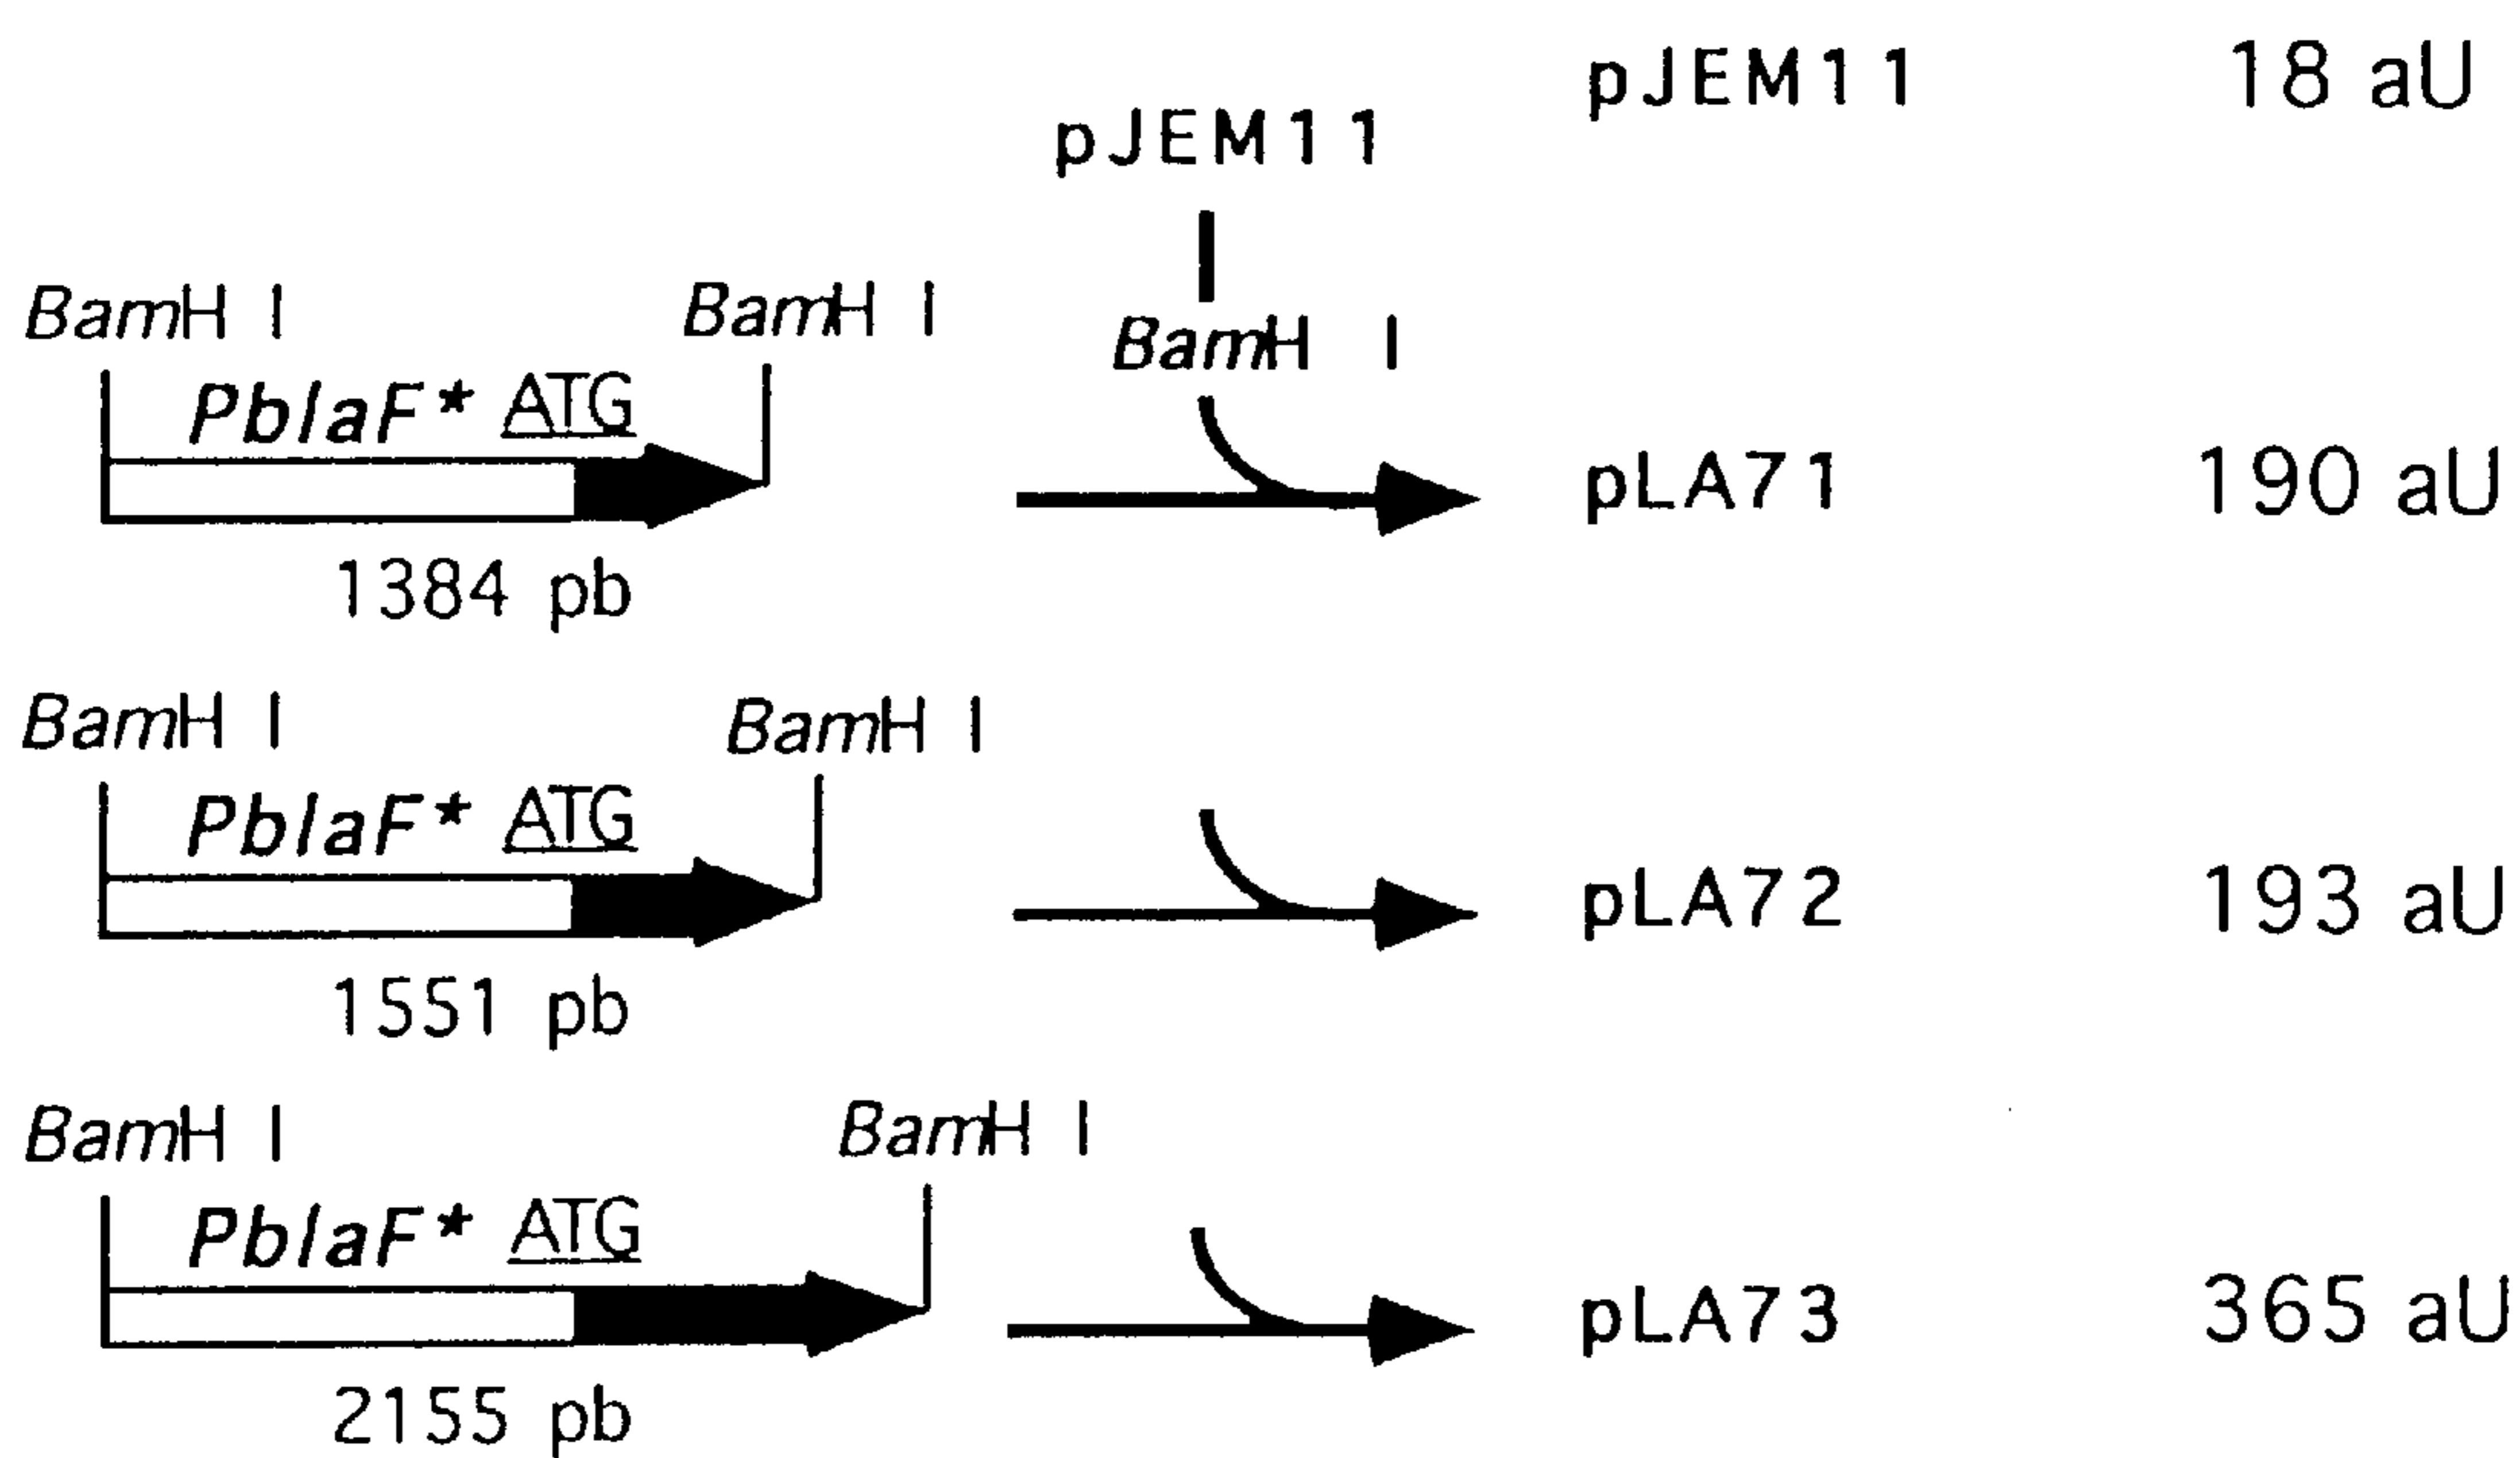 pJEM11 18 aU
pJEM11
BamH I BamH I BamH I
PblaF* ATG
pLA71 190 aU
1384 pb
BamH I BamH I
PblaF* ATG
pLA72 193 aU
1551 pb
BamH I BamH I
PblaF* ATG
pLA73 365 aU
2155 pb